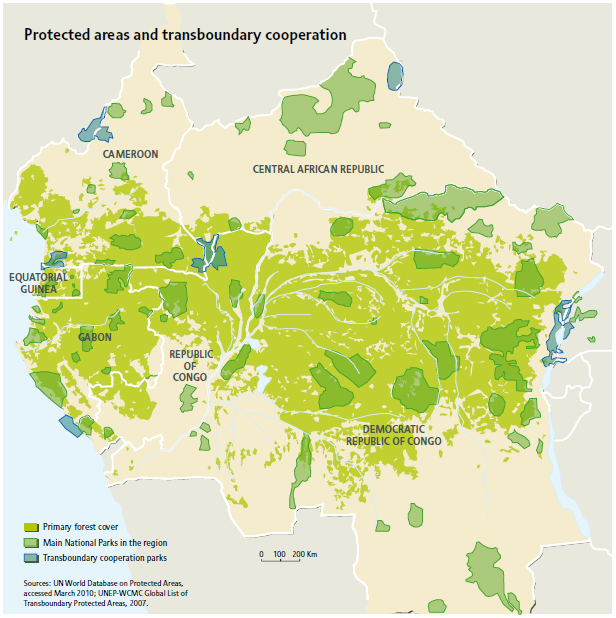 Protected areas and transboundary cooperation
CAMEROON
CENTRAL AFRICAN REPUBLIC
EQUATORIAL
GUINEA
GABON
REPUBLIC
OF
CONGO
DEMOCRATIC
REPUBLIC OF CONGO
Primary forest cover
Main National Parks in the region
Transboundary cooperation parks
0 100 200 Km
Sources: UN World Database on Protected Areas,
accessed March 2010; UNEP-WCMC Global List of
Transboundary Protected Areas, 2007.